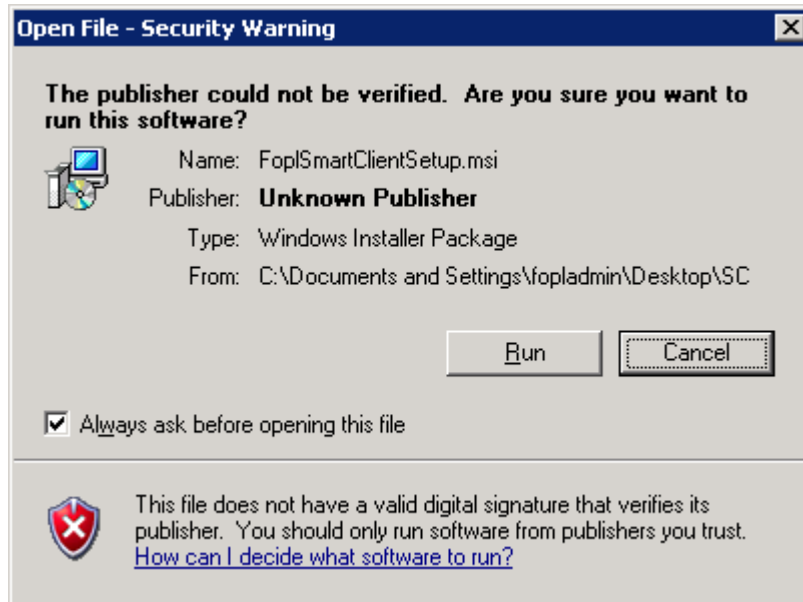 Open File - Security Warning
The publisher could not be verified.  Are you sure you want to
run this software?
Name: FoplSmartClientSetup.msi
Publisher: Unknown Publisher
Type: Windows Installer Package
From: C:\Documents and Settings\fopladmin\Desktop\SC
Run Cancel
Always ask before opening this file
This file does not have a valid digital signature that verifies its
publisher.  You should only run software from publishers you trust.
How can I decide what software to run?